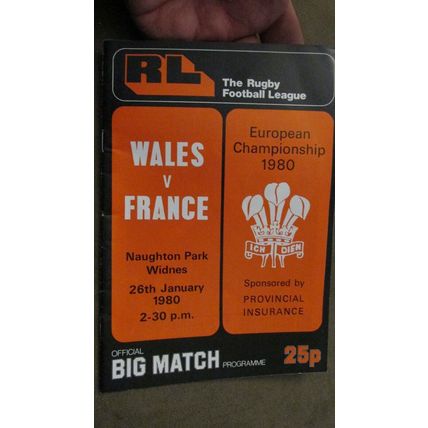 RL
The Rugby
Football League
WALES
V
FRANCE
Naughton Park
Widnes
26th January
1980
2-30 p.m.
European
Championship
1980
ICH DIEN
Sponsored by
PROVINCIAL
INSURANCE
OFFICIAL
BIG MATCH
PROGRAMME
25p